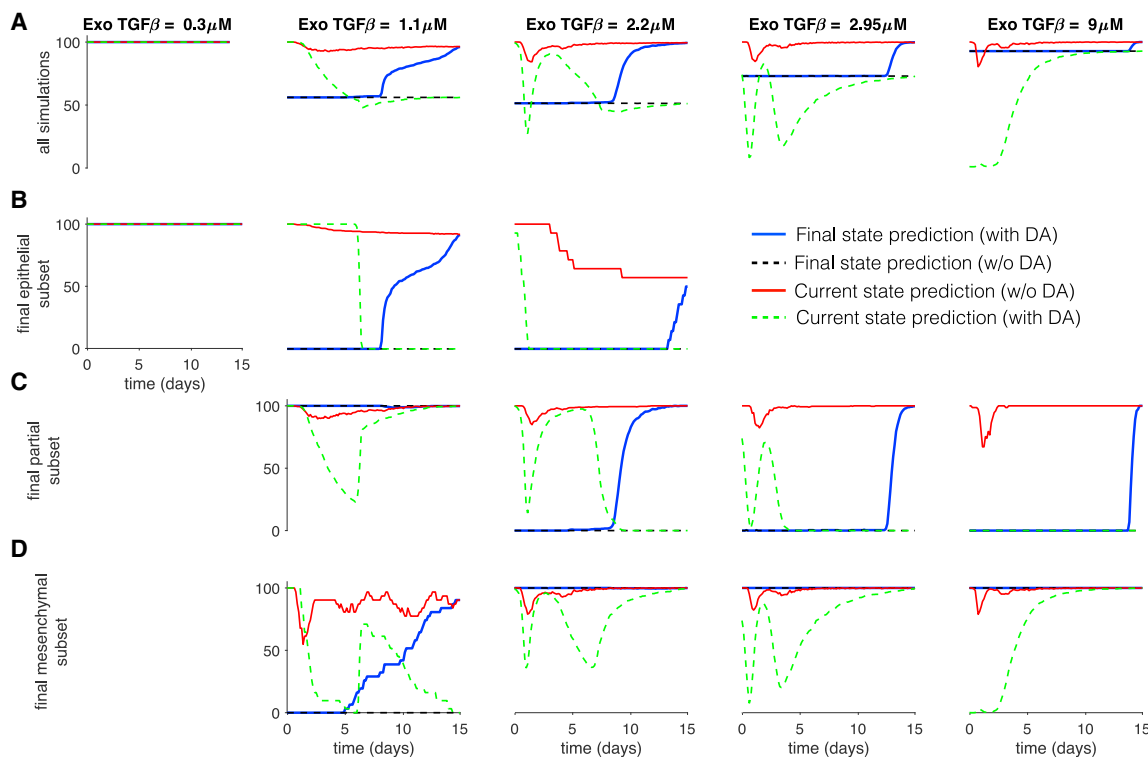 A
Exo TGFβ = 0.3μM
Exo TGFβ = 1.1μM
Exo TGFβ = 2.2μM
Exo TGFβ = 2.95μM
Exo TGFβ = 9μM
all simulations
100
50
0
B
final epithelial
subset
100
50
0
0 5 10 15
time (days)
Final state prediction (with DA)
Final state prediction (w/o DA)
Current state prediction (w/o DA)
Current state prediction (with DA)
C
final partial
subset
100
50
0
D
final mesenchymal
subset
100
50
0
0 5 10 15
time (days)
0 5 10 15
time (days)
0 5 10 15
time (days)
0 5 10 15
time (days)